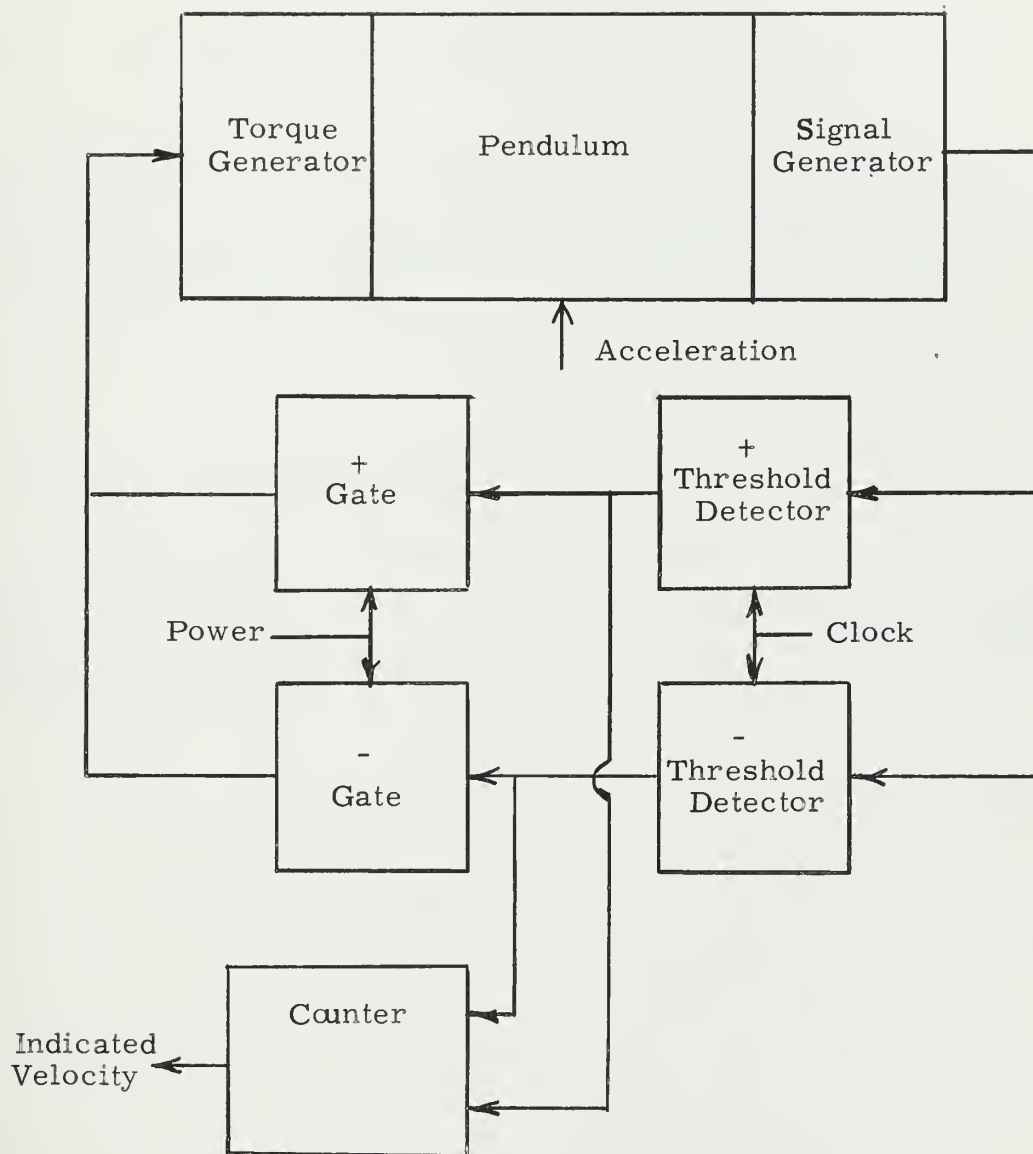 Torque
Generator
Pendulum
Signal
Generator
Acceleration
+
Gate
+
Threshold
Detector
Power
Clock
-
Gate
-
Threshold
Detector
Counter
Indicated
Velocity